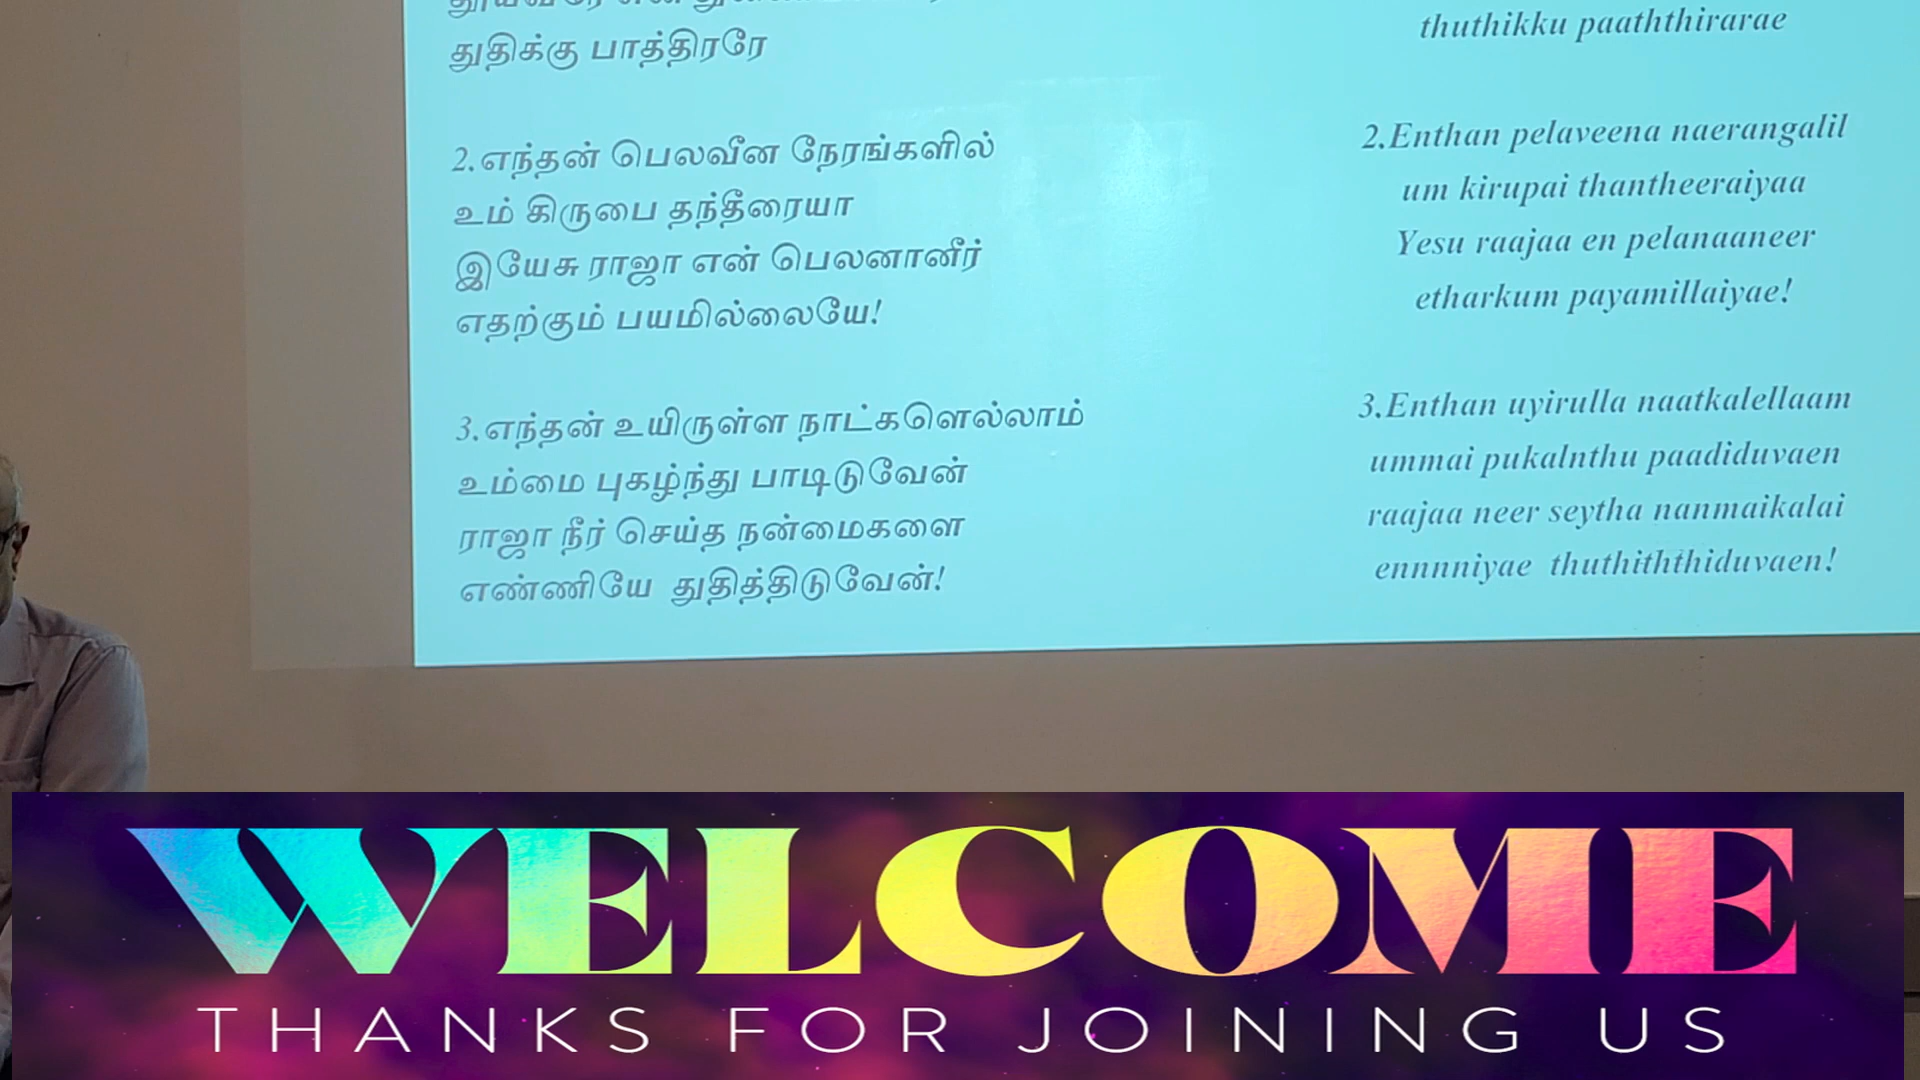 துதிக்கு பாத்திரரே
2.எந்தன் பெலவீன நேரங்களில்
உம் கிருபை தந்தீரையா
இயேசு ராஜா என் பெலனானீர்
எதற்கும் பயமில்லையே!
3.எந்தன் உயிருள்ள நாட்களெல்லாம்
உம்மை புகழ்ந்து பாடிடுவேன்
ராஜா நீர் செய்த நன்மைகளை
எண்ணியே துதித்திடுவேன்!
thuthikku paaththirarae
2.Enthan pelaveena naerangalil
um kirupai thantheeraiyaa
Yesu raajaa en pelanaaneer
etharkum payamillaiyae!
3.Enthan uyirulla naatkalellaam
ummai pukalnthu paadiduvaen
raajaa neer seytha nanmaikalai
ennnniyae thuthiththiduvaen!
WELCOME
THANKS FOR JOINING US